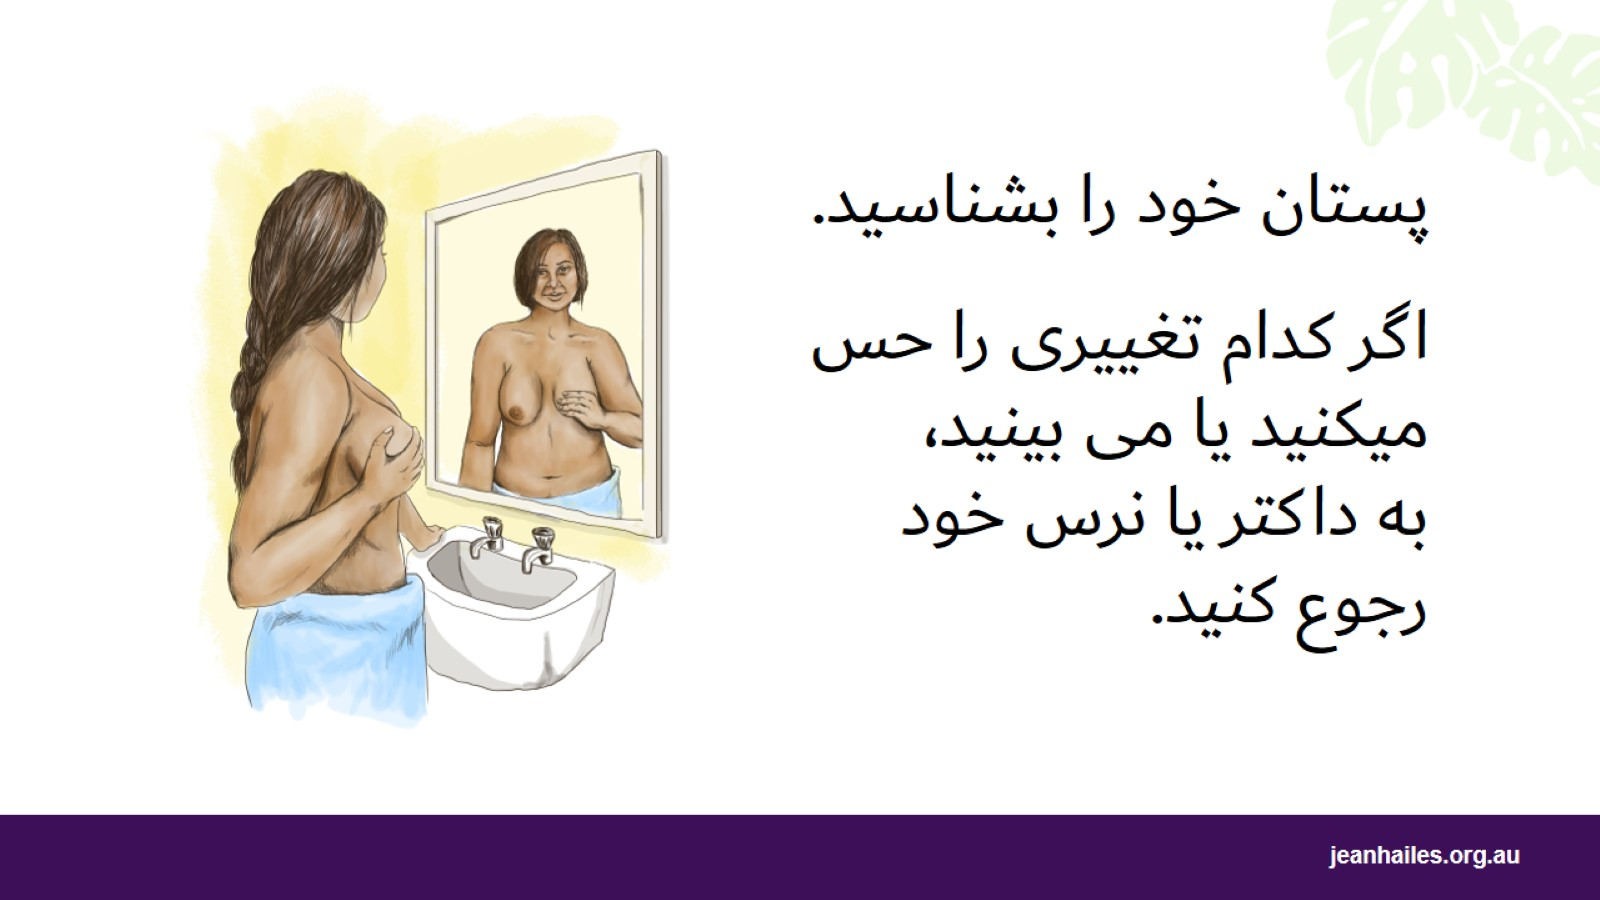 پستان خود را بشناسید.
اگر کدام تغییری را حس
میکنید یا می بینید،
به داکتر یا نرس خود
رجوع کنید.
jeanhailes.org.au